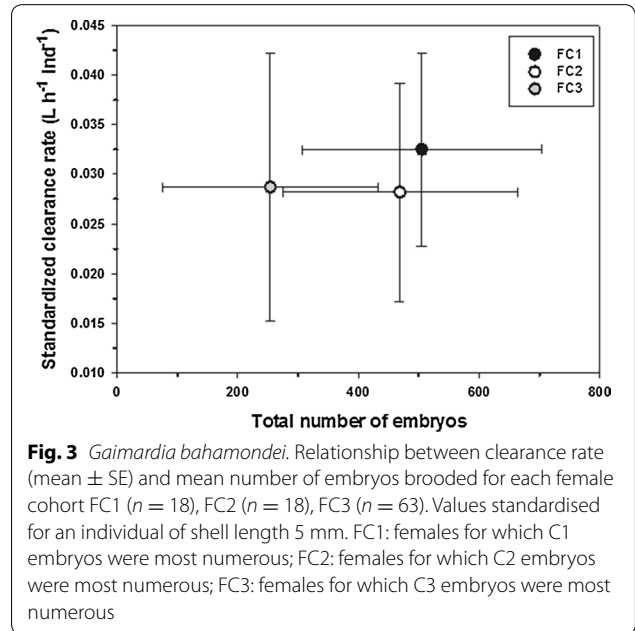 0.045
0.040
0.035
0.030
0.025
0.020
0.015
0.010
Standardized clearance rate (L h⁻¹ Ind⁻¹)
FC1
FC2
FC3
0
200
400
600
800
Total number of embryos
Fig. 3 Gaimardia bahamondei. Relationship between clearance rate
(mean ± SE) and mean number of embryos brooded for each female
cohort FC1 (n = 18), FC2 (n = 18), FC3 (n = 63). Values standardised
for an individual of shell length 5 mm. FC1: females for which C1
embryos were most numerous; FC2: females for which C2 embryos
were most numerous; FC3: females for which C3 embryos were most
numerous